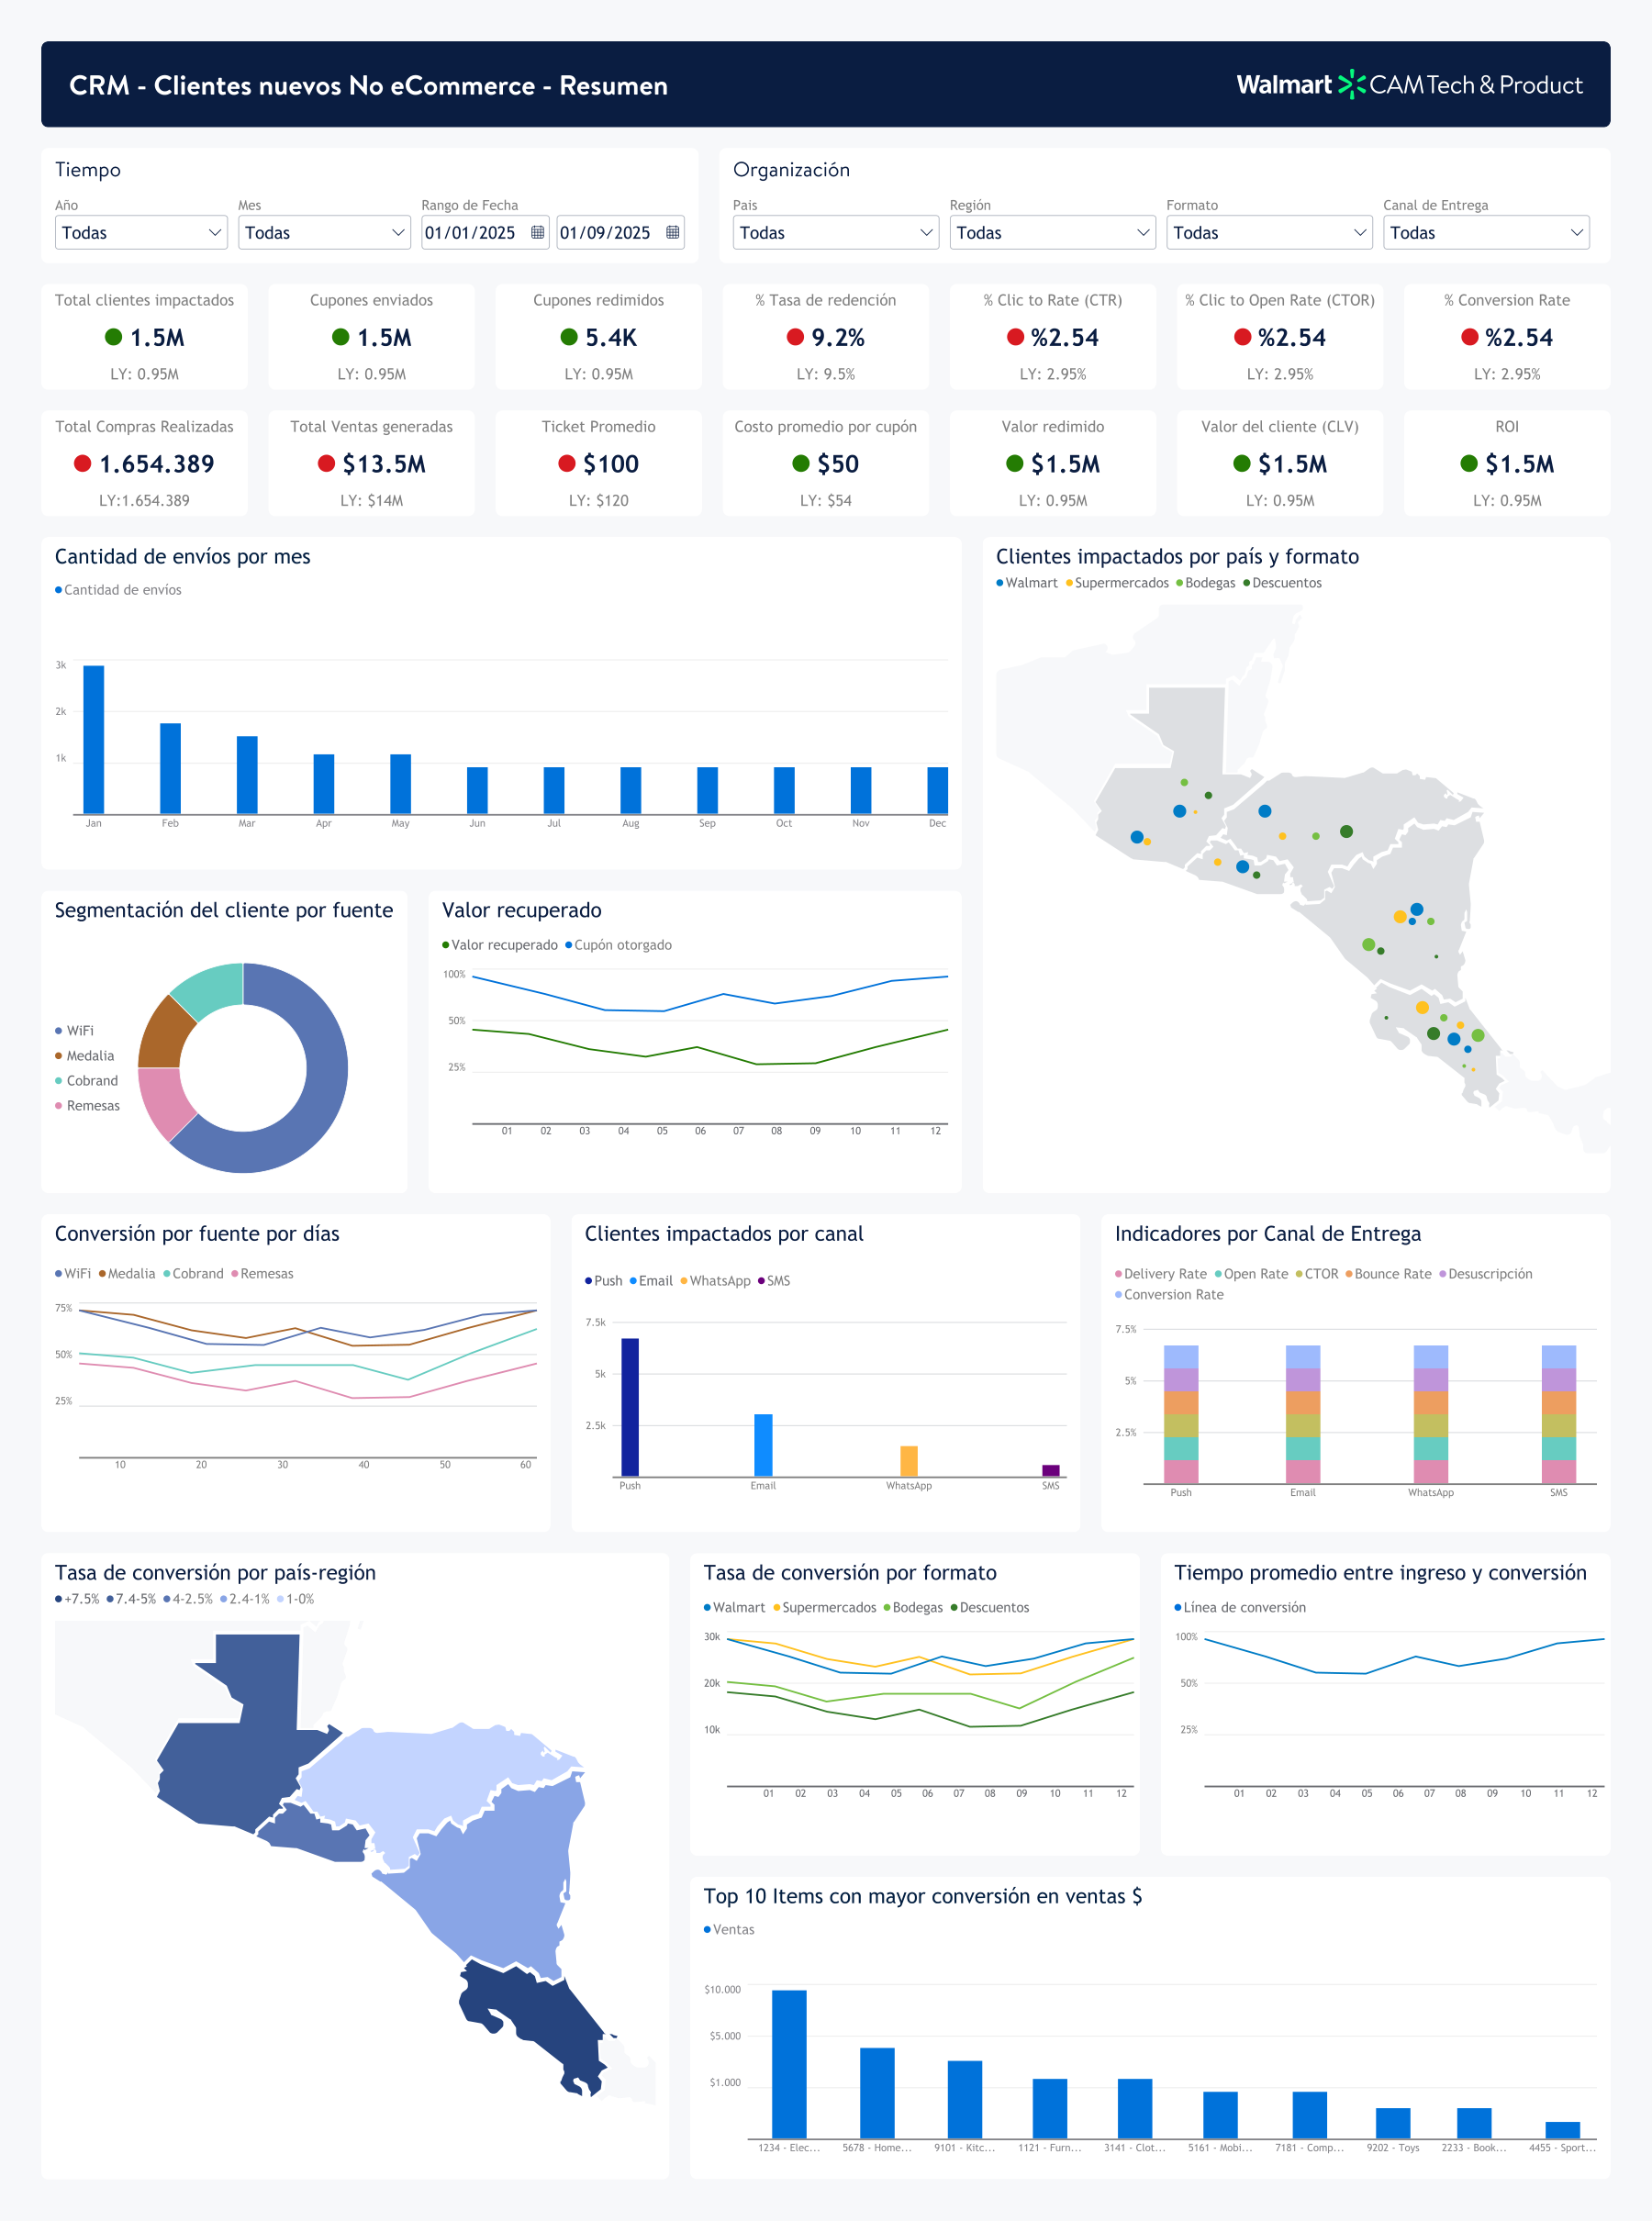 CRM - Clientes nuevos No eCommerce - Resumen
Walmart CAM Tech & Product
Tiempo
Año
Mes
Rango de Fecha
Todas
Todas
01/01/2025
01/09/2025
Organización
Pais
Región
Formato
Canal de Entrega
Todas
Todas
Todas
Todas
Total clientes impactados
1.5M
LY: 0.95M
Cupones enviados
1.5M
LY: 0.95M
Cupones redimidos
5.4K
LY: 0.95M
% Tasa de redención
9.2%
LY: 9.5%
% Clic to Rate (CTR)
%2.54
LY: 2.95%
% Clic to Open Rate (CTOR)
%2.54
LY: 2.95%
% Conversion Rate
%2.54
LY: 2.95%
Total Compras Realizadas
1.654.389
LY:1.654.389
Total Ventas generadas
$13.5M
LY: $14M
Ticket Promedio
$100
LY: $120
Costo promedio por cupón
$50
LY: $54
Valor redimido
$1.5M
LY: 0.95M
Valor del cliente (CLV)
$1.5M
LY: 0.95M
ROI
$1.5M
LY: 0.95M
Cantidad de envíos por mes
Cantidad de envíos
3k
2k
1k
Jan Feb Mar Apr May Jun Jul Aug Sep Oct Nov Dec
Clientes impactados por país y formato
Walmart Supermercados Bodegas Descuentos
Segmentación del cliente por fuente
WiFi
Medalia
Cobrand
Remesas
Valor recuperado
Valor recuperado Cupón otorgado
100%
50%
25%
01 02 03 04 05 06 07 08 09 10 11 12
Conversión por fuente por días
WiFi Medalia Cobrand Remesas
75%
50%
25%
10 20 30 40 50 60
Clientes impactados por canal
Push Email WhatsApp SMS
7.5k
5k
2.5k
Push Email WhatsApp SMS
Indicadores por Canal de Entrega
Delivery Rate Open Rate CTOR Bounce Rate Desuscripción
Conversion Rate
7.5%
5%
2.5%
Push Email WhatsApp SMS
Tasa de conversión por país-región
+7.5% 7.4-5% 4-2.5% 2.4-1% 1-0%
Tasa de conversión por formato
Walmart Supermercados Bodegas Descuentos
30k
20k
10k
01 02 03 04 05 06 07 08 09 10 11 12
Tiempo promedio entre ingreso y conversión
Línea de conversión
100%
50%
25%
01 02 03 04 05 06 07 08 09 10 11 12
Top 10 Items con mayor conversión en ventas $
Ventas
$10.000
$5.000
$1.000
1234 - Elec... 5678 - Home... 9101 - Kitc... 1121 - Furn... 3141 - Clot... 5161 - Mobi... 7181 - Comp... 9202 - Toys 2233 - Book... 4455 - Sport...